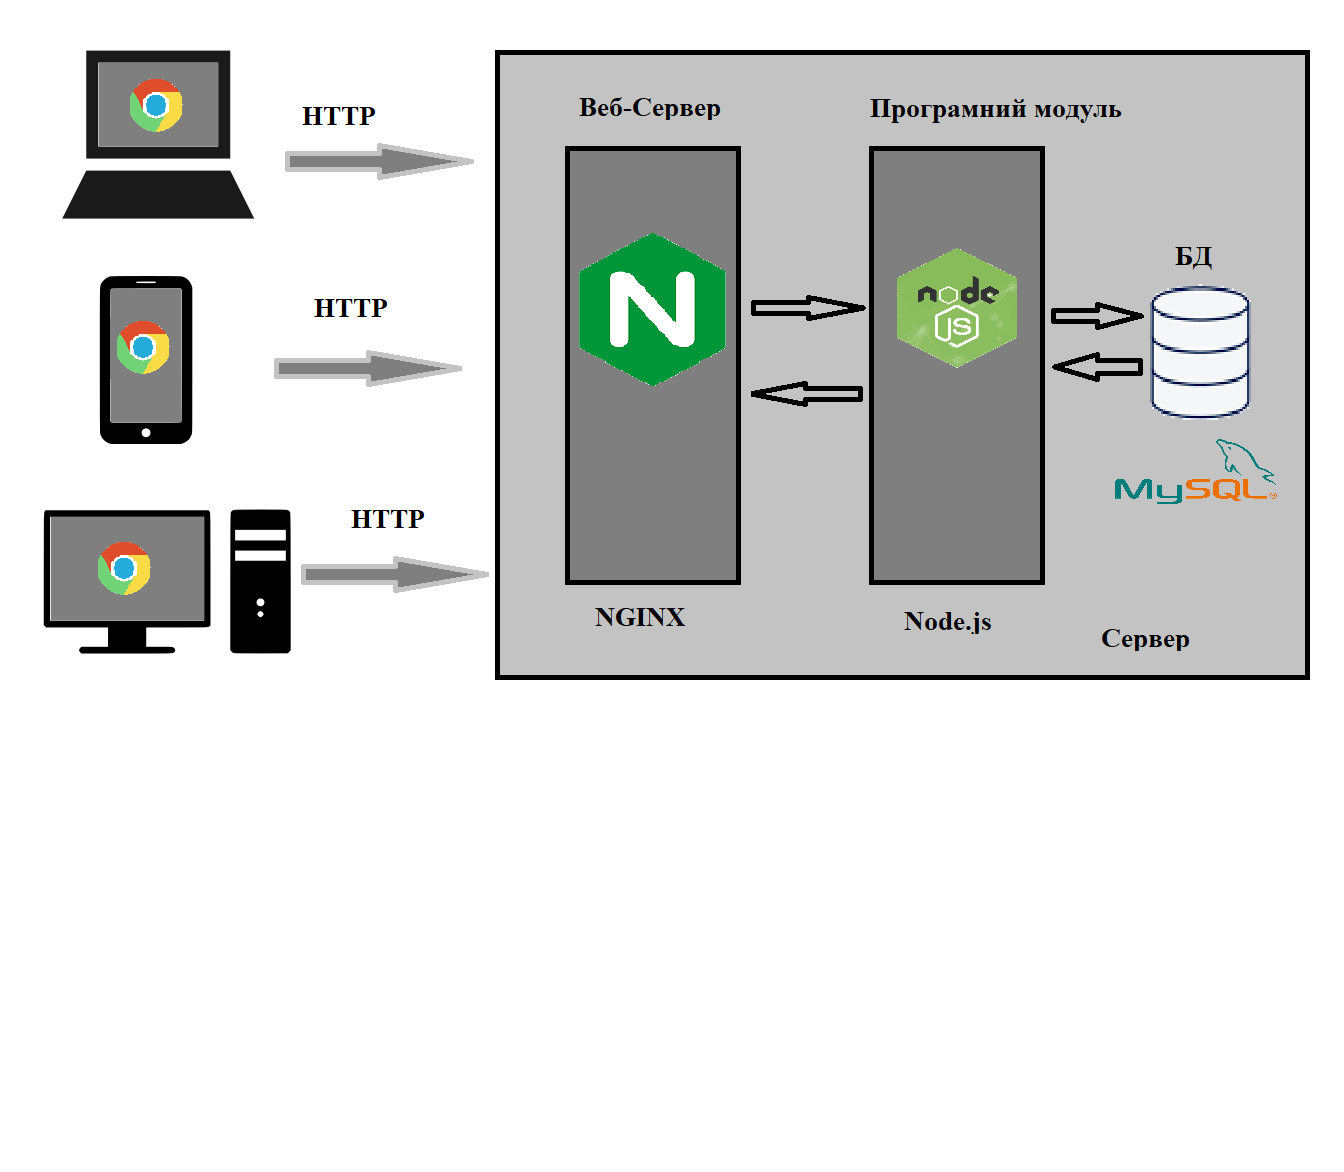 HTTP
Веб-Сервер
Програмний модуль
HTTP
БД
node
JS
MySQL
HTTP
NGINX
Node.js
Сервер